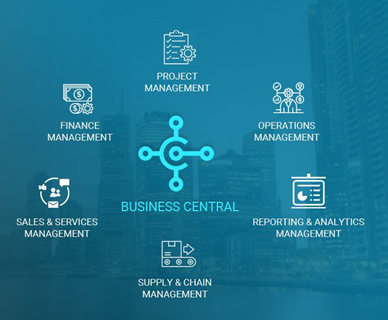 PROJECT
MANAGEMENT
FINANCE
MANAGEMENT
OPERATIONS
MANAGEMENT
BUSINESS CENTRAL
SALES & SERVICES
MANAGEMENT
REPORTING & ANALYTICS
MANAGEMENT
SUPPLY & CHAIN
MANAGEMENT